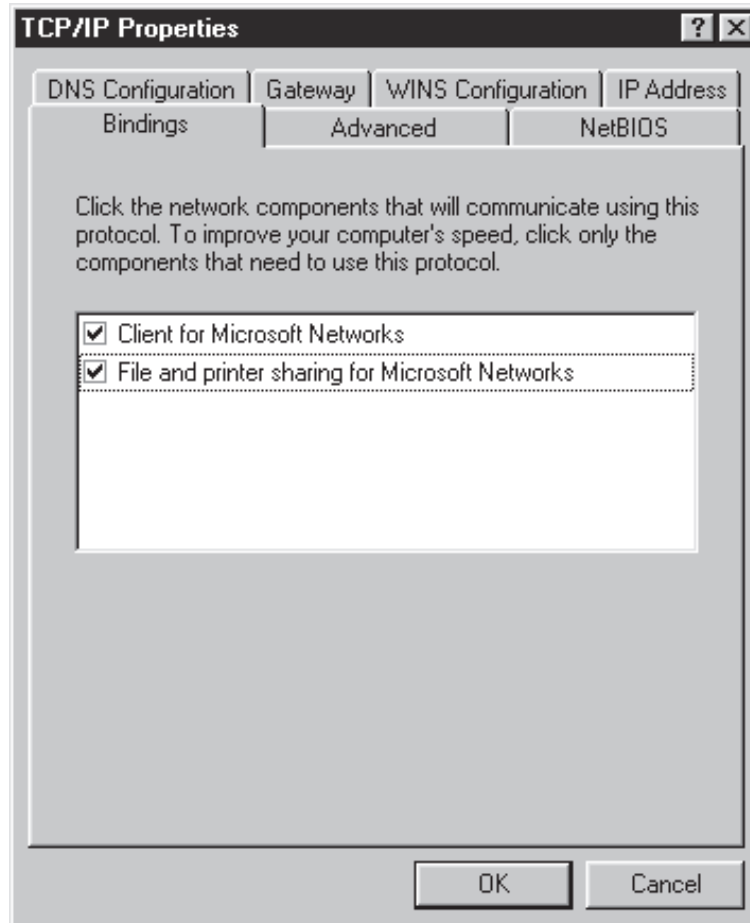 TCP/IP Properties ? X
DNS Configuration Gateway WINS Configuration IP Address
Bindings Advanced NetBIOS
Click the network components that will communicate using this
protocol. To improve your computer's speed, click only the
components that need to use this protocol.
Client for Microsoft Networks
File and printer sharing for Microsoft Networks
OK Cancel